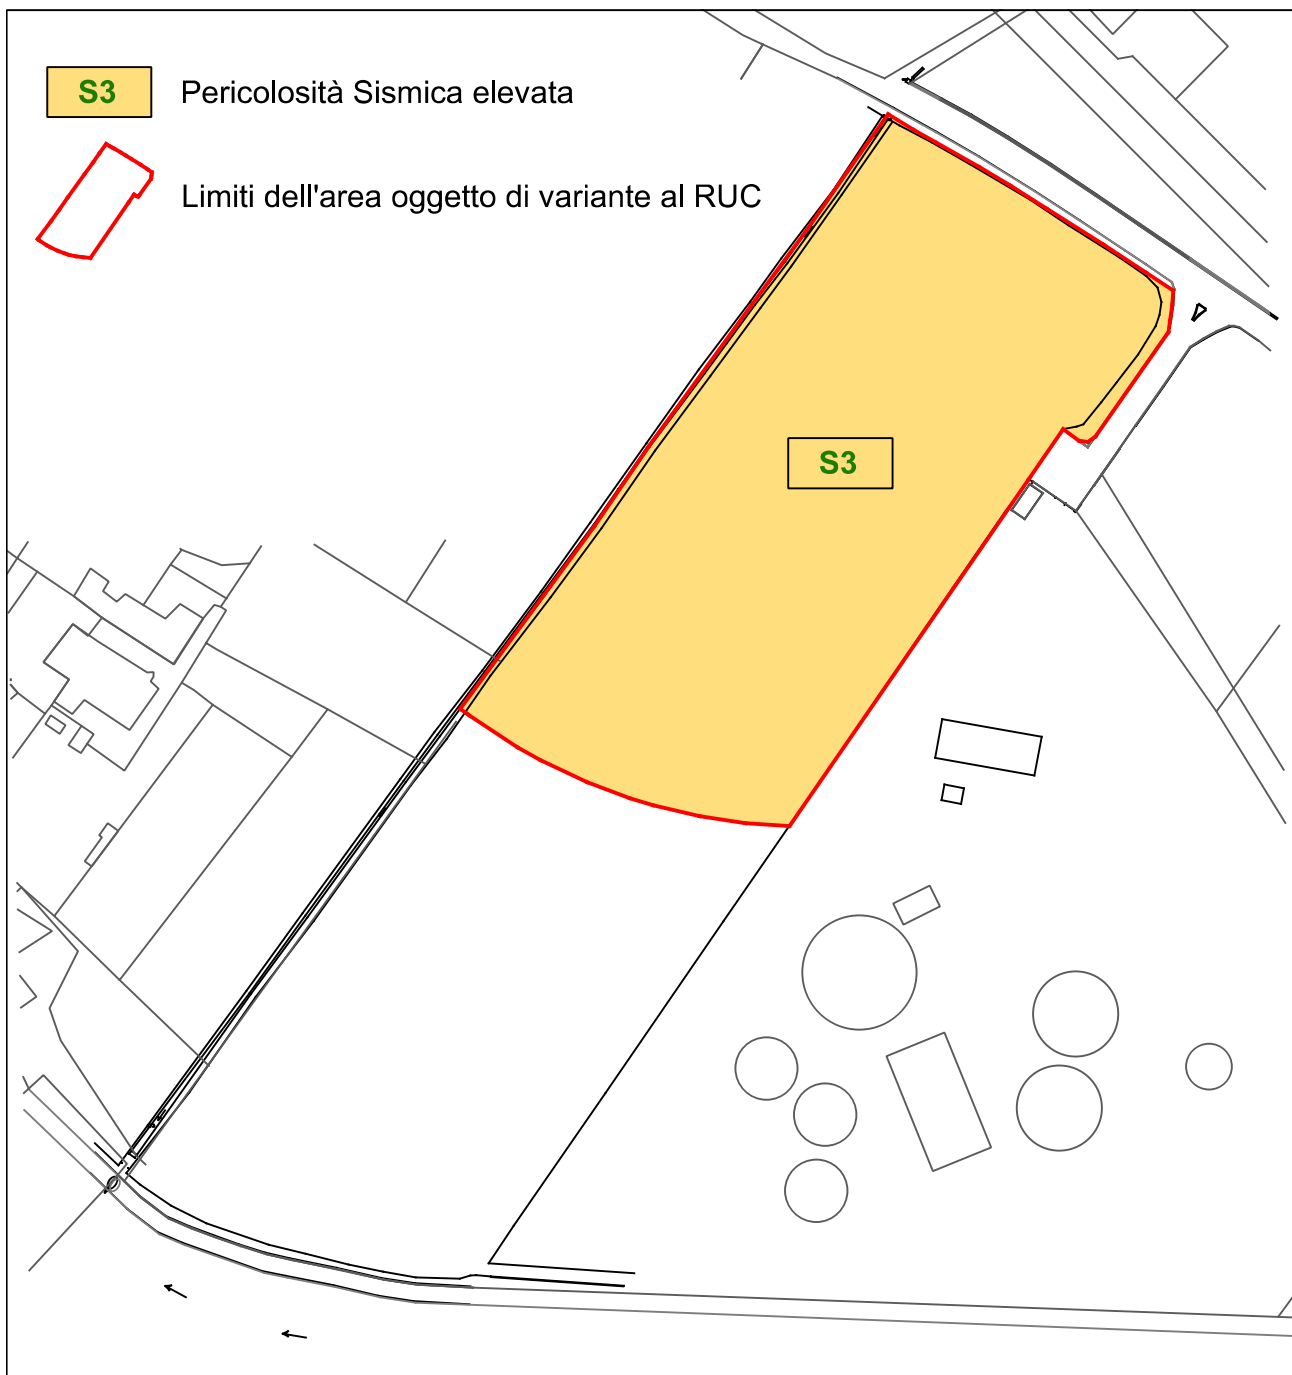 S3 Pericolosità Sismica elevata
Limiti dell'area oggetto di variante al RUC
S3